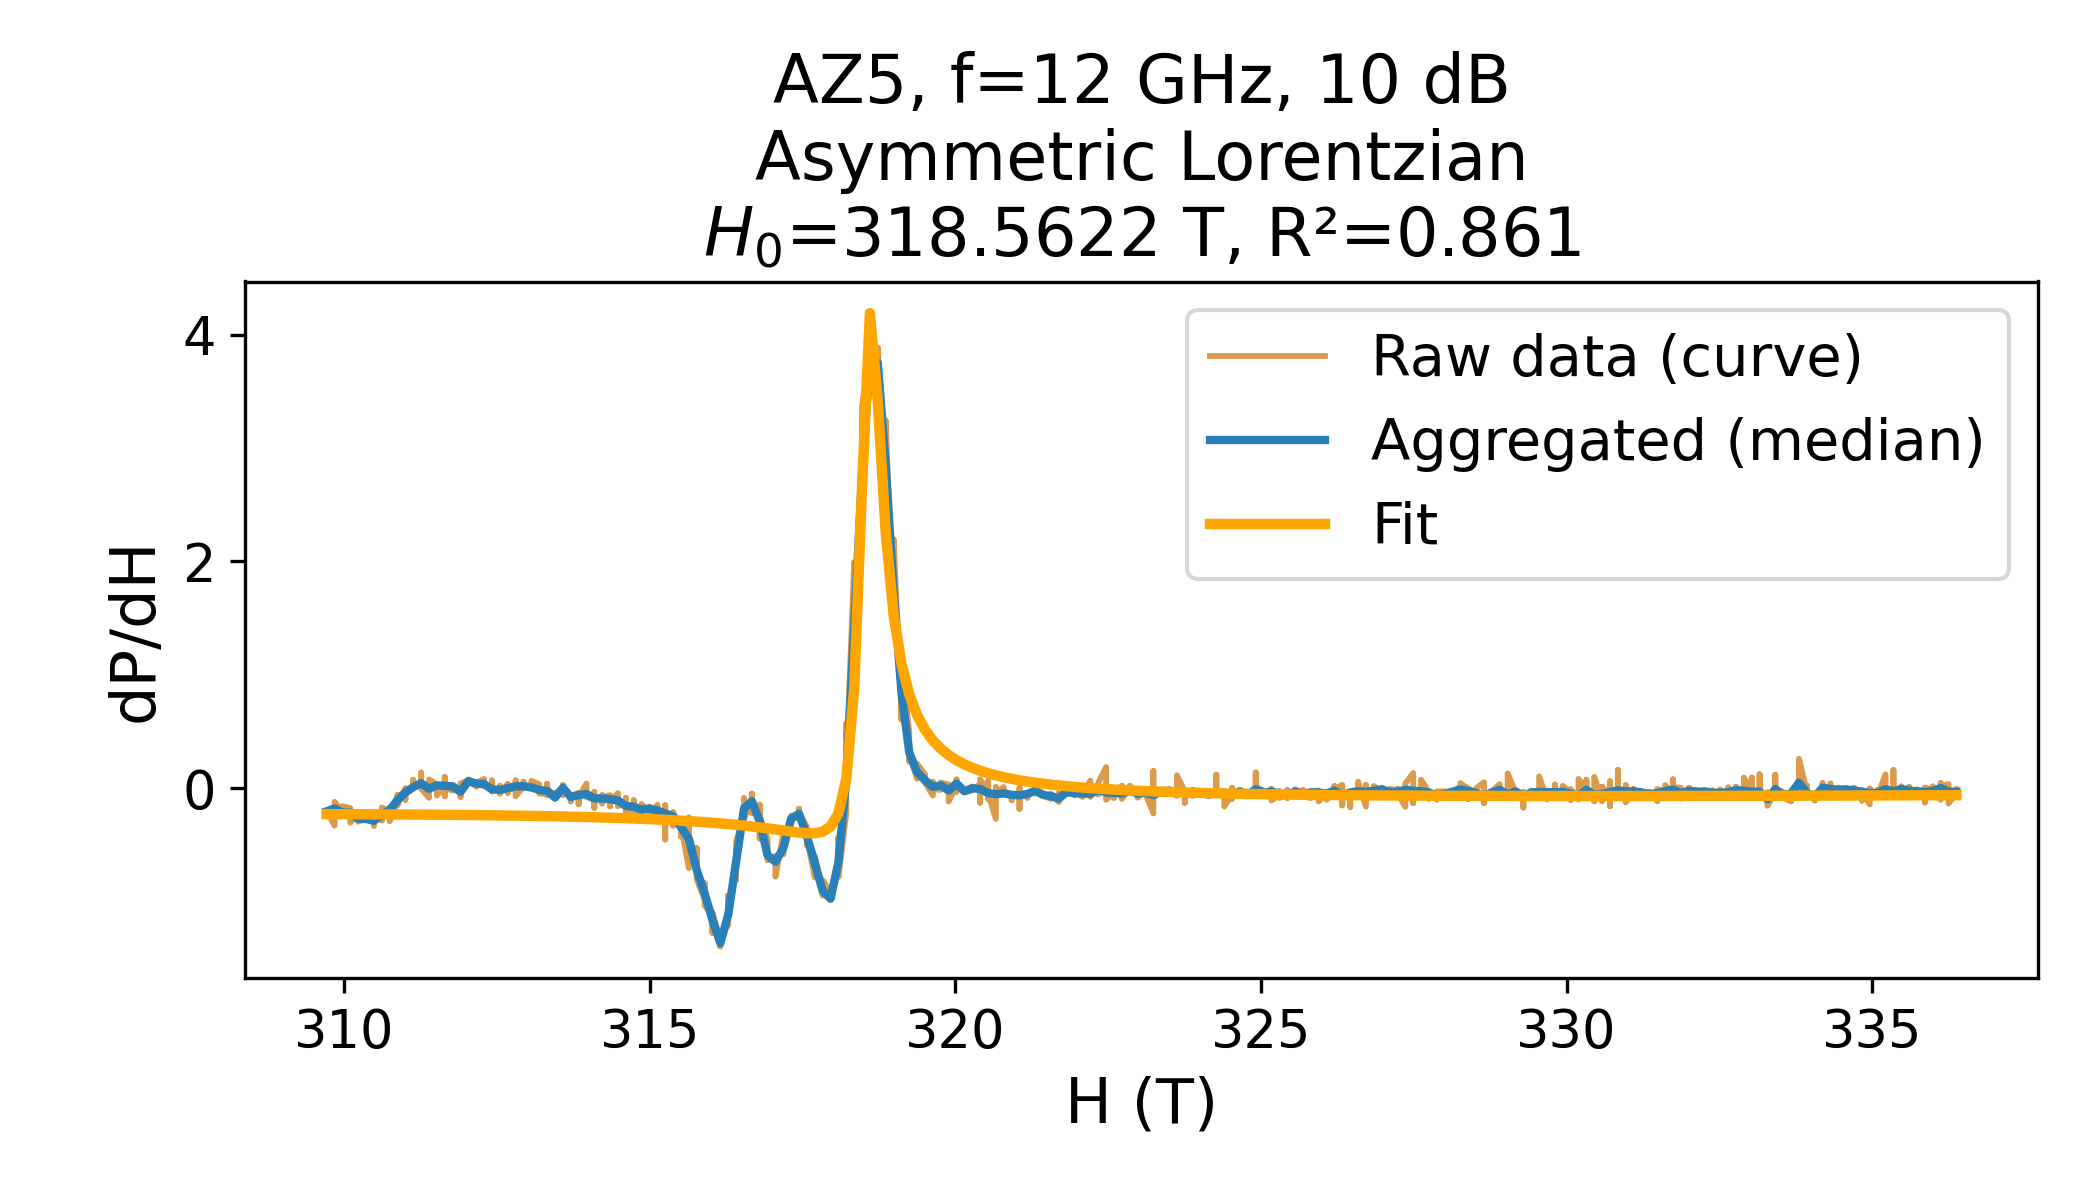 AZ5, f=12 GHz, 10 dB
Asymmetric Lorentzian
H₀=318.5622 T, R²=0.861
Raw data (curve)
Aggregated (median)
Fit
dP/dH
4
2
0
310 315 320 325 330 335
H (T)